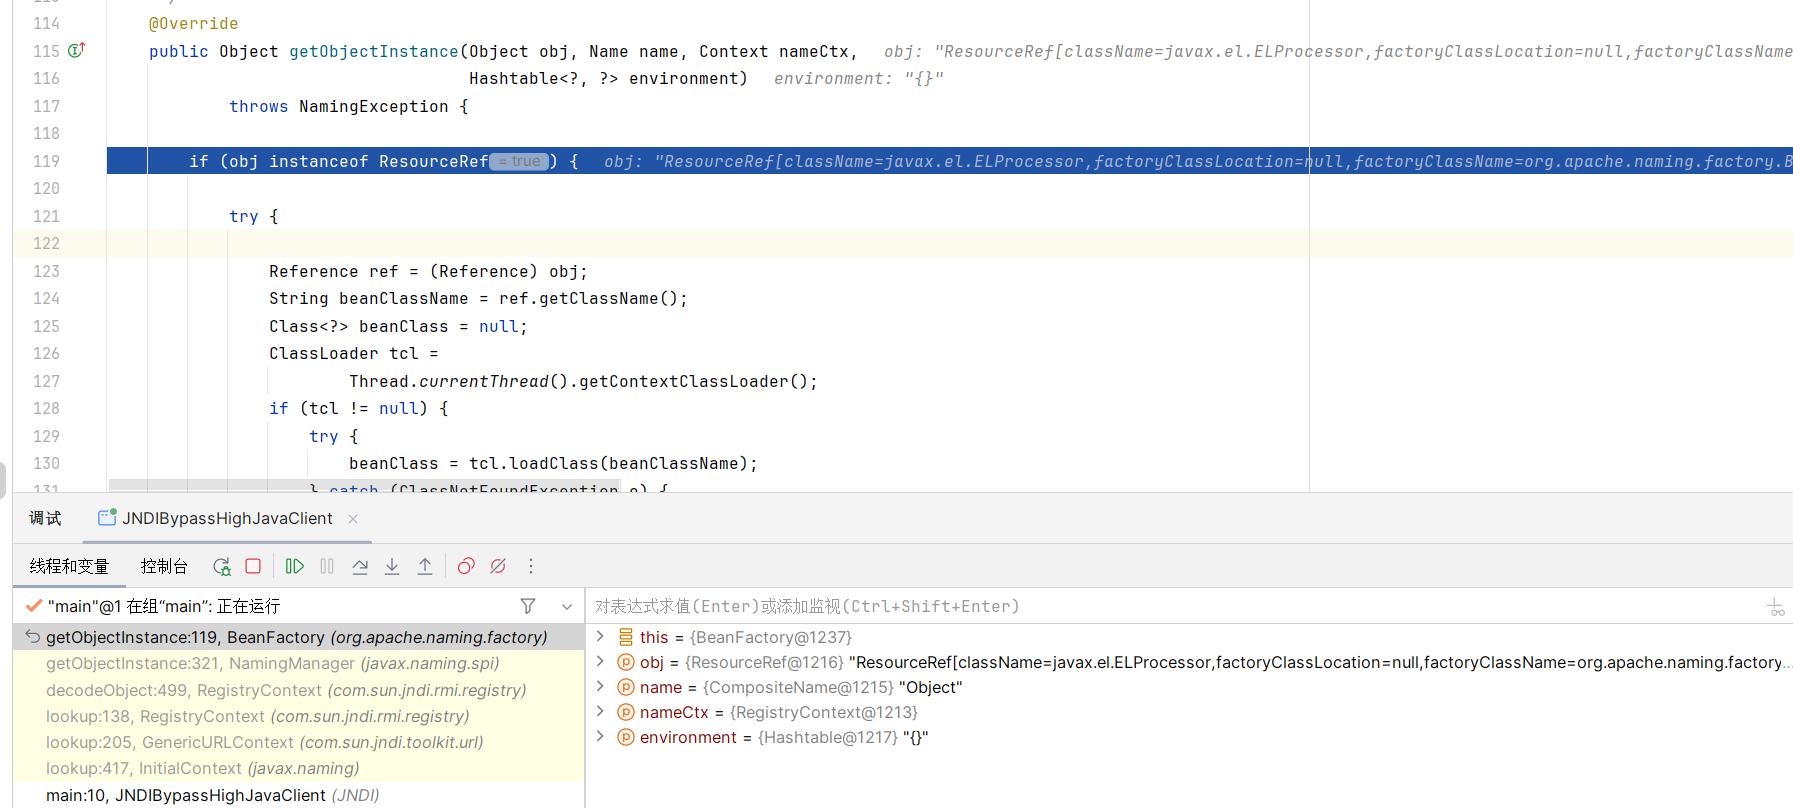 114 @Override
115 public Object getObjectInstance(Object obj, Name name, Context nameCtx, obj: "ResourceRef[className=javax.el.ELProcessor,factoryClassLocation=null,factoryClassName
116 Hashtable<?, ?> environment) environment: "{}"
117 throws NamingException {
118
119 if (obj instanceof ResourceRef = true ) { obj: "ResourceRef[className=javax.el.ELProcessor,factoryClassLocation=null,factoryClassName=org.apache.naming.factory.B
120
121 try {
122
123 Reference ref = (Reference) obj;
124 String beanClassName = ref.getClassName();
125 Class<?> beanClass = null;
126 ClassLoader tcl =
127 Thread.currentThread().getContextClassLoader();
128 if (tcl != null) {
129 try {
130 beanClass = tcl.loadClass(beanClassName);
131 } catch (ClassNotFoundException e) {
调试 JNDIBypassHighJavaClient
线程和变量 控制台
"main"@1 在组“main”: 正在运行
对表达式求值(Enter)或添加监视(Ctrl+Shift+Enter)
getObjectInstance:119, BeanFactory (org.apache.naming.factory)
getObjectInstance:321, NamingManager (javax.naming.spi)
decodeObject:499, RegistryContext (com.sun.jndi.rmi.registry)
lookup:138, RegistryContext (com.sun.jndi.rmi.registry)
lookup:205, GenericURLContext (com.sun.jndi.toolkit.url)
lookup:417, InitialContext (javax.naming)
main:10, JNDIBypassHighJavaClient (JNDI)
this = {BeanFactory@1237}
obj = {ResourceRef@1216} "ResourceRef[className=javax.el.ELProcessor,factoryClassLocation=null,factoryClassName=org.apache.naming.factory...
name = {CompositeName@1215} "Object"
nameCtx = {RegistryContext@1213}
environment = {Hashtable@1217} "{}"